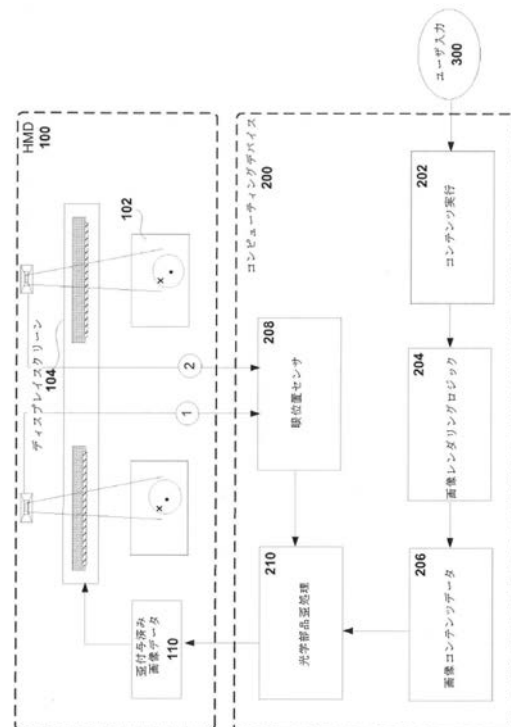 HMD
100
ディスプレイスクリーン
104
102
1
2
歪付与済み
画像データ
110
コンピューティングデバイス
200
208
眼位置センサ
210
光学部品歪処理
202
コンテンツ実行
204
画像レンダリングロジック
206
画像コンテンツデータ
ユーザ入力
300